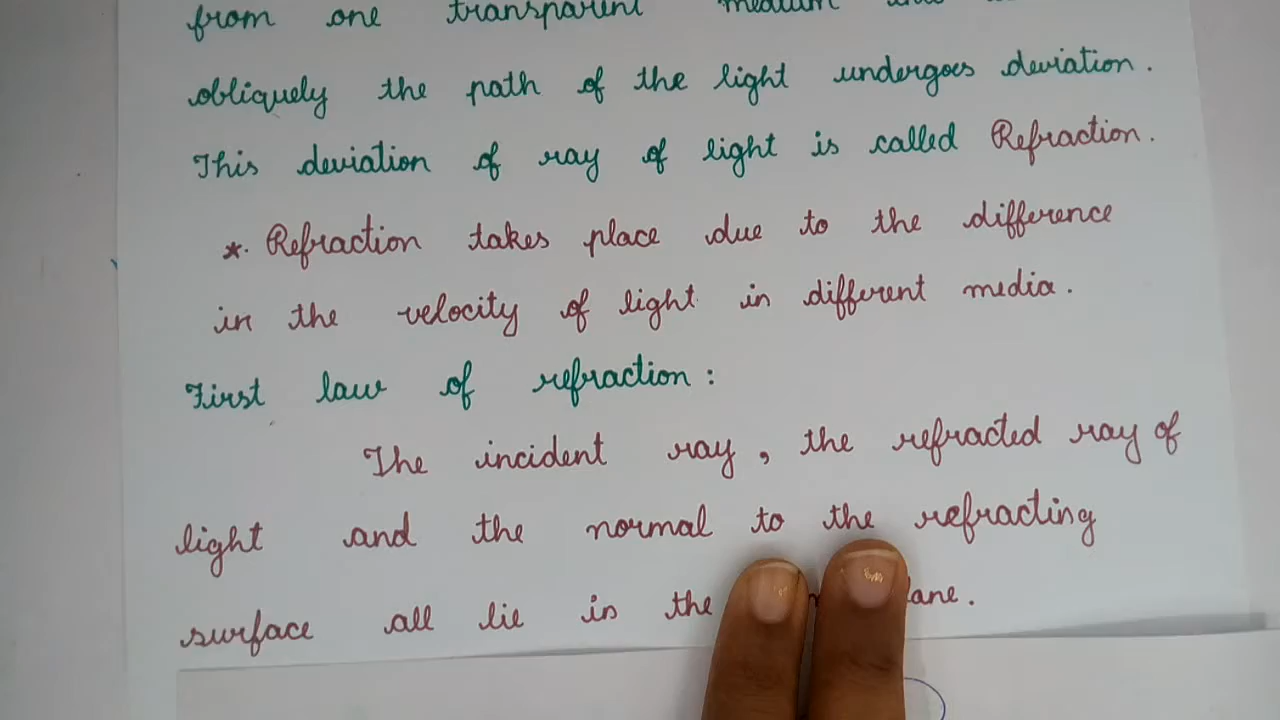 from one transparent medium
obliquely the path of the light undergoes deviation.
This deviation of ray of light is called Refraction.
*. Refraction takes place due to the difference
in the velocity of light in different media.
First law of refraction:
The incident ray, the refracted ray of
light and the normal to the refracting
surface all lie in the